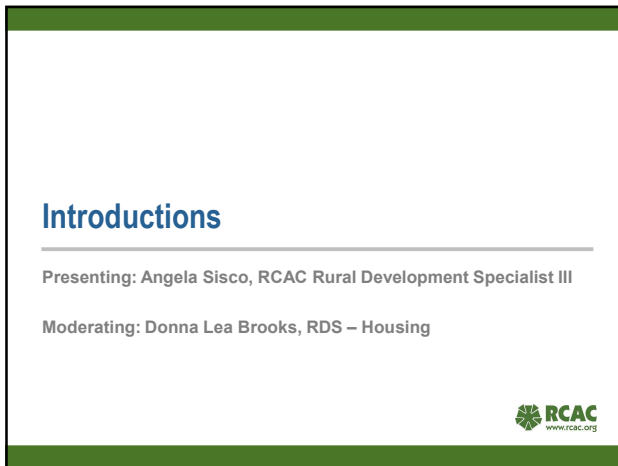 Introductions
Presenting: Angela Sisco, RCAC Rural Development Specialist III
Moderating: Donna Lea Brooks, RDS – Housing
RCAC
www.rcac.org